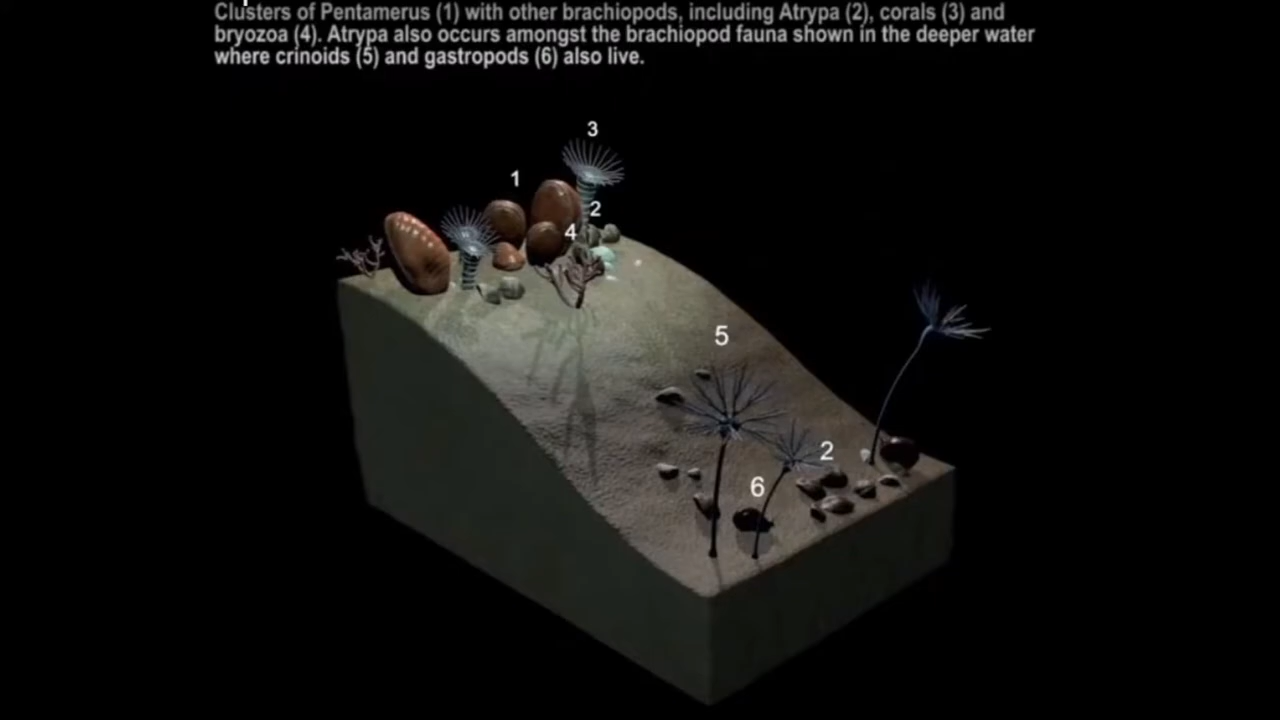 Clusters of Pentamerus (1) with other brachiopods, including Atrypa (2), corals (3) and
bryozoa (4). Atrypa also occurs amongst the brachiopod fauna shown in the deeper water
where crinoids (5) and gastropods (6) also live.
3
1
2
4
5
2
6